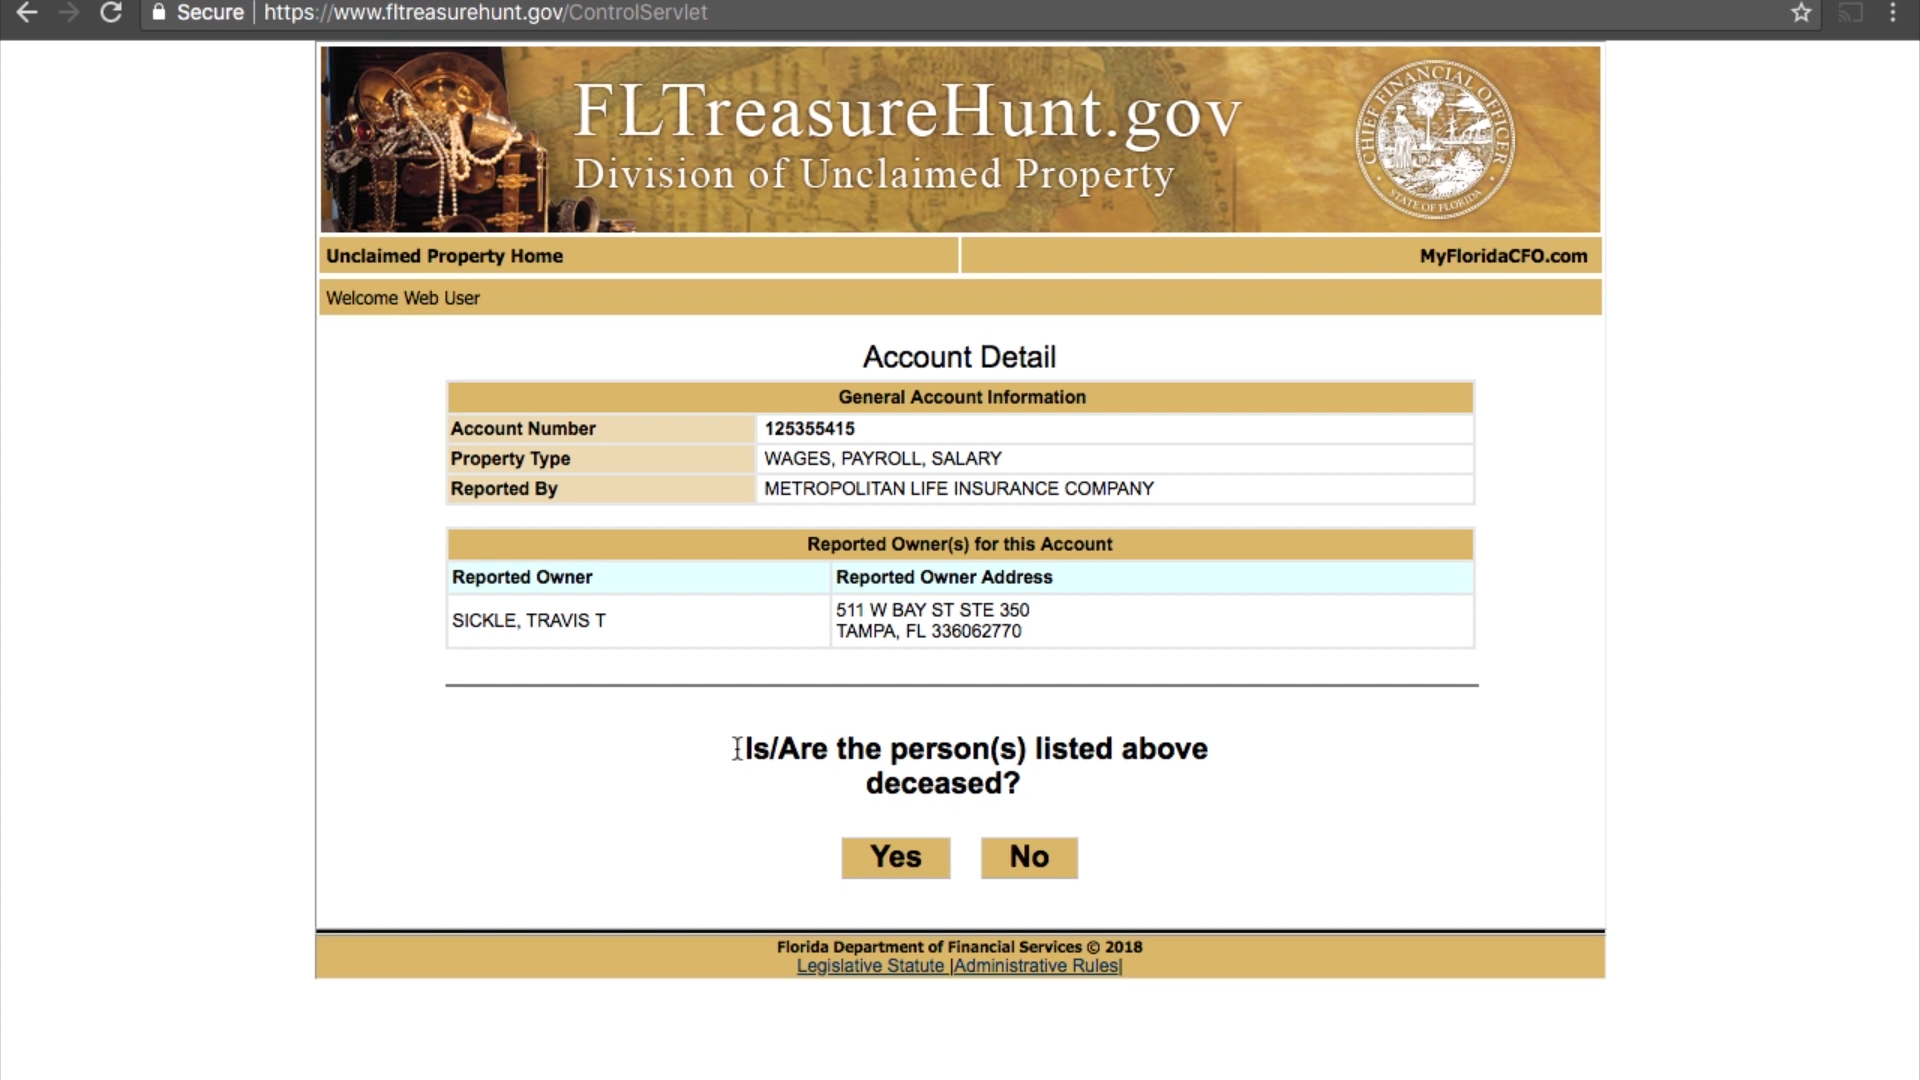 Secure | https://www.fltreasurehunt.gov/ControlServlet
FLTreasureHunt.gov
Division of Unclaimed Property
CHIEF FINANCIAL OFFICER
STATE OF FLORIDA
Unclaimed Property Home
MyFloridaCFO.com
Welcome Web User
Account Detail
General Account Information
Account Number 125355415
Property Type WAGES, PAYROLL, SALARY
Reported By METROPOLITAN LIFE INSURANCE COMPANY
Reported Owner(s) for this Account
Reported Owner Reported Owner Address
SICKLE, TRAVIS T
511 W BAY ST STE 350
TAMPA, FL 336062770
Is/Are the person(s) listed above
deceased?
Yes No
Florida Department of Financial Services © 2018
Legislative Statute |Administrative Rules|